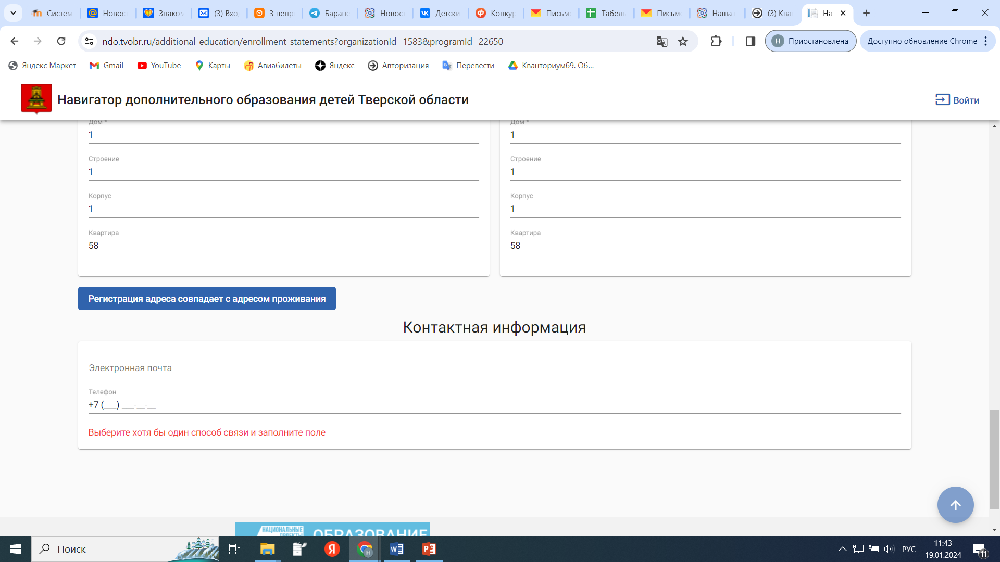 Систем
Новост
Знаком
(3) Вхо
3 непр
Баране
Новост
Детски
Конкур
Письмо
Табель
Письмо
Наша г
(3) Ква
На
ndo.tvobr.ru/additional-education/enrollment-statements?organizationId=1583&programId=22650
Н Приостановлена
Доступно обновление Chrome
Яндекс Маркет
Gmail
YouTube
Карты
Авиабилеты
Яндекс
Авторизация
Перевести
Кванториум69. Об...
Навигатор дополнительного образования детей Тверской области
Войти
Дом *
1
Строение
1
Корпус
1
Квартира
58
Дом *
1
Строение
1
Корпус
1
Квартира
58
Регистрация адреса совпадает с адресом проживания
Контактная информация
Электронная почта
Телефон
+7 (___) ___-__-__
Выберите хотя бы один способ связи и заполните поле
НАЦИОНАЛЬНЫЕ
ПРОЕКТЫ
ОБРАЗОВАНИЕ
Поиск
РУС
11:43
19.01.2024
11